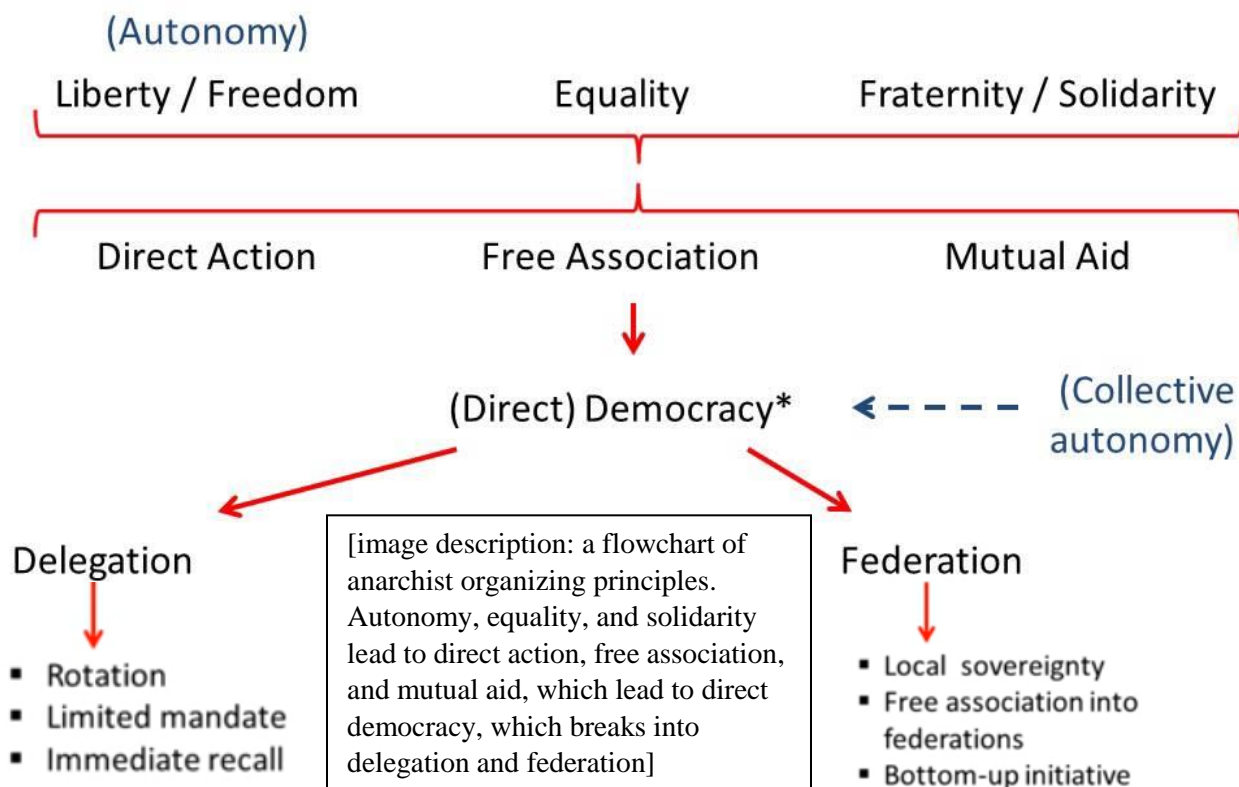 (Autonomy)
Liberty / Freedom
Equality
Fraternity / Solidarity
Direct Action
Free Association
Mutual Aid
(Direct) Democracy*
(Collective
autonomy)
Delegation
▪ Rotation
▪ Limited mandate
▪ Immediate recall
[image description: a flowchart of
anarchist organizing principles.
Autonomy, equality, and solidarity
lead to direct action, free association,
and mutual aid, which lead to direct
democracy, which breaks into
delegation and federation]
Federation
▪ Local sovereignty
▪ Free association into
federations
▪ Bottom-up initiative